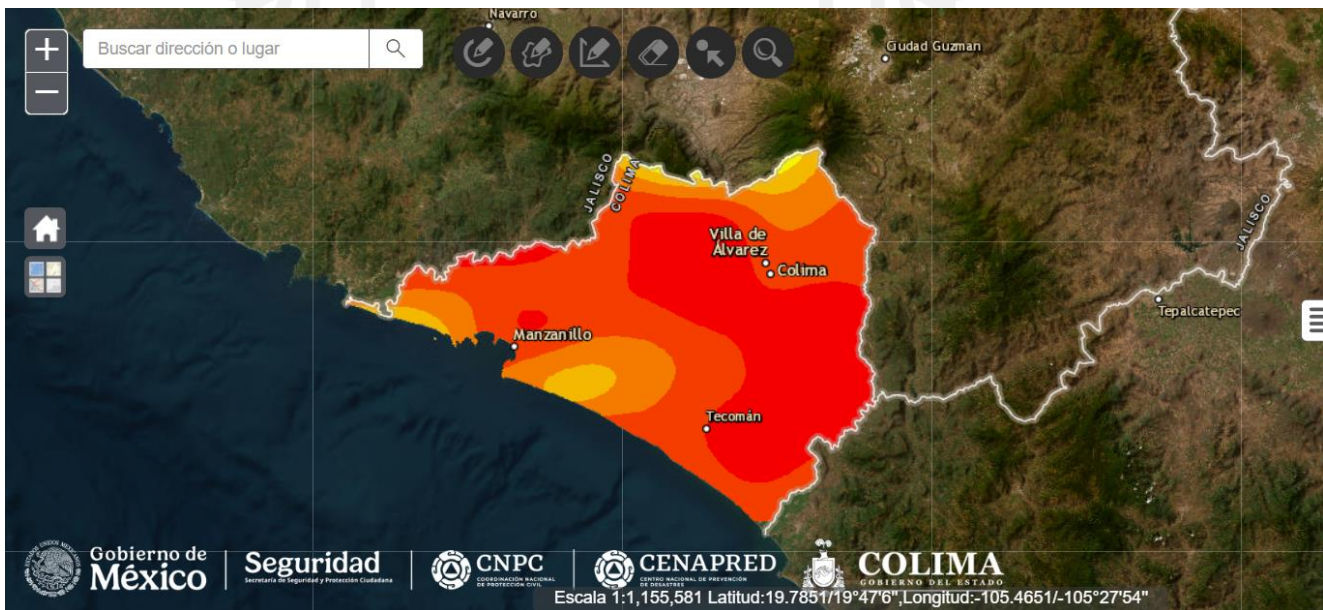 Navarro
+
Buscar dirección o lugar
Ciudad Guzman
−
JALISCO
COLIMA
Villa de
Álvarez
Colima
JALISCO
Tepalcatepec
Manzanillo
Tecomán
Gobierno de
México
Seguridad
Secretaría de Seguridad y Protección Ciudadana
CNPC
COORDINACIÓN NACIONAL
DE PROTECCIÓN CIVIL
CENAPRED
CENTRO NACIONAL DE PREVENCIÓN
DE DESASTRES
COLIMA
GOBIERNO DEL ESTADO
Escala 1:1,155,581 Latitud:19.7851/19°47'6",Longitud:-105.4651/-105°27'54"